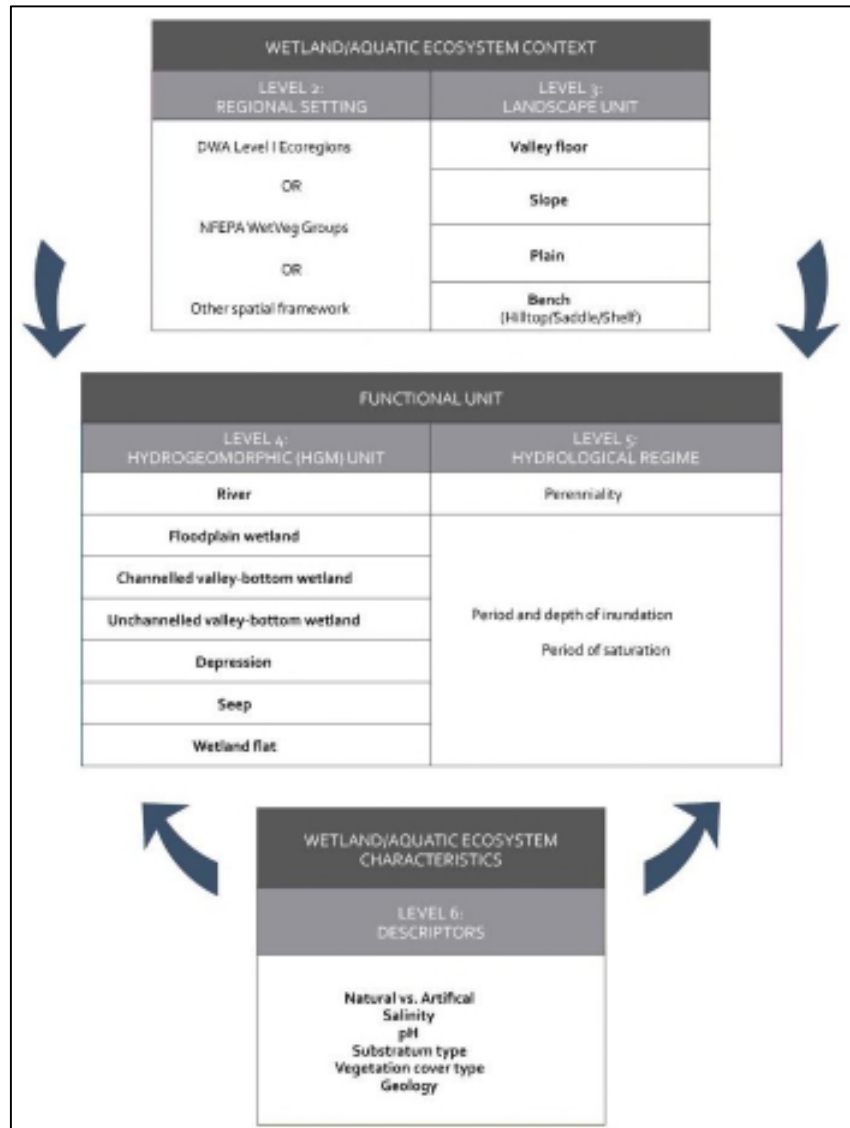 WETLAND/AQUATIC ECOSYSTEM CONTEXT
LEVEL 2:
REGIONAL SETTING
LEVEL 3:
LANDSCAPE UNIT
DWA Level I Ecoregions
OR
NFEPA WetVeg Groups
OR
Other spatial framework
Valley floor
Slope
Plain
Bench
(Hilltop/Saddle/Shelf)
FUNCTIONAL UNIT
LEVEL 4:
HYDROGEOMORPHIC (HGM) UNIT
LEVEL 5:
HYDROLOGICAL REGIME
River
Perenniality
Floodplain wetland
Channelled valley-bottom wetland
Unchannelled valley-bottom wetland
Depression
Seep
Wetland flat
Period and depth of inundation
Period of saturation
WETLAND/AQUATIC ECOSYSTEM
CHARACTERISTICS
LEVEL 6:
DESCRIPTORS
Natural vs. Artifical
Salinity
pH
Substratum type
Vegetation cover type
Geology